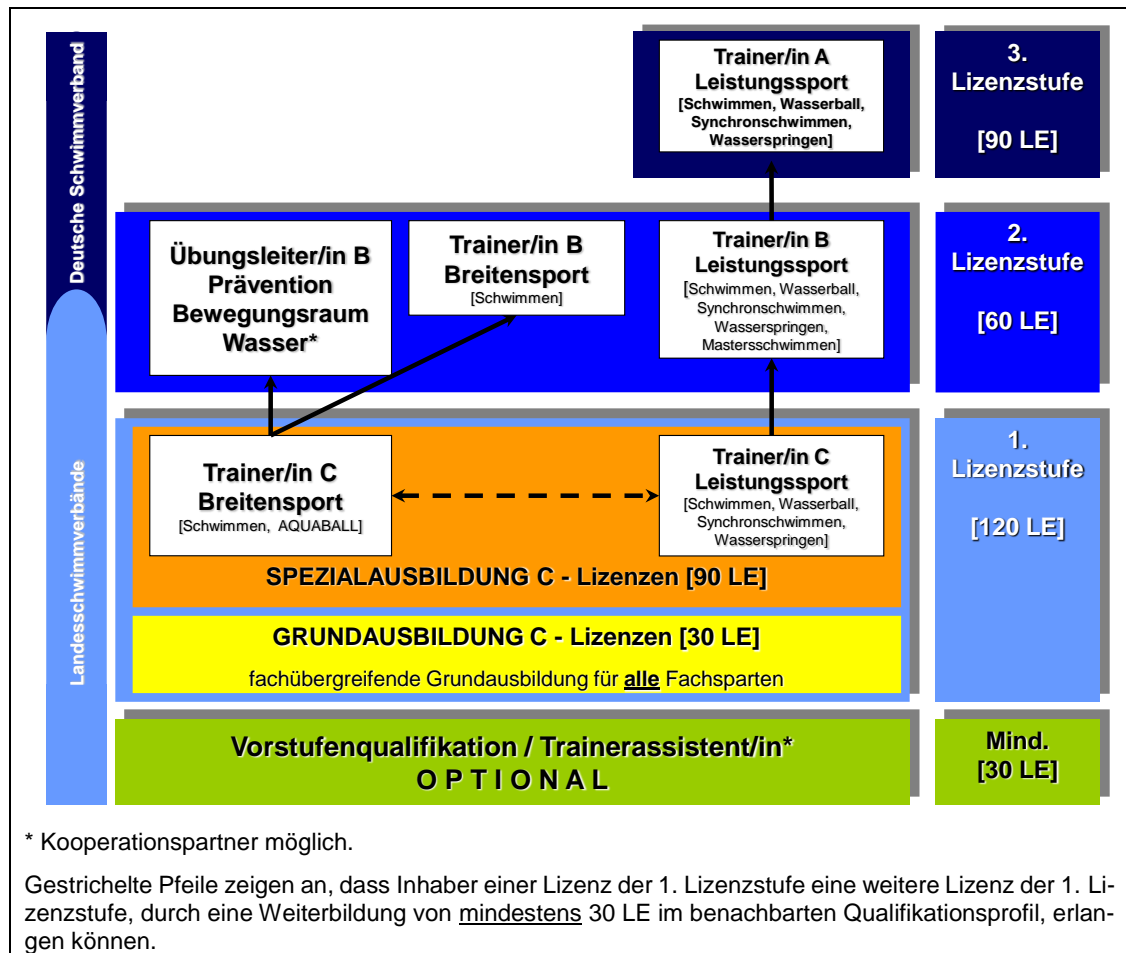 Deutsche Schwimmverband
Landesschwimmverbände
Trainer/in A
Leistungssport
[Schwimmen, Wasserball,
Synchronschwimmen,
Wasserspringen]
3.
Lizenzstufe
[90 LE]
Übungsleiter/in B
Prävention
Bewegungsraum
Wasser*
Trainer/in B
Breitensport
[Schwimmen]
Trainer/in B
Leistungssport
[Schwimmen, Wasserball,
Synchronschwimmen,
Wasserspringen,
Mastersschwimmen]
2.
Lizenzstufe
[60 LE]
Trainer/in C
Breitensport
[Schwimmen, AQUABALL]
Trainer/in C
Leistungssport
[Schwimmen, Wasserball,
Synchronschwimmen,
Wasserspringen]
SPEZIALAUSBILDUNG C - Lizenzen [90 LE]
GRUNDAUSBILDUNG C - Lizenzen [30 LE]
fachübergreifende Grundausbildung für alle Fachsparten
1.
Lizenzstufe
[120 LE]
Vorstufenqualifikation / Trainerassistent/in*
O P T I O N A L
Mind.
[30 LE]
* Kooperationspartner möglich.
Gestrichelte Pfeile zeigen an, dass Inhaber einer Lizenz der 1. Lizenzstufe eine weitere Lizenz der 1. Li-
zenzstufe, durch eine Weiterbildung von mindestens 30 LE im benachbarten Qualifikationsprofil, erlan-
gen können.